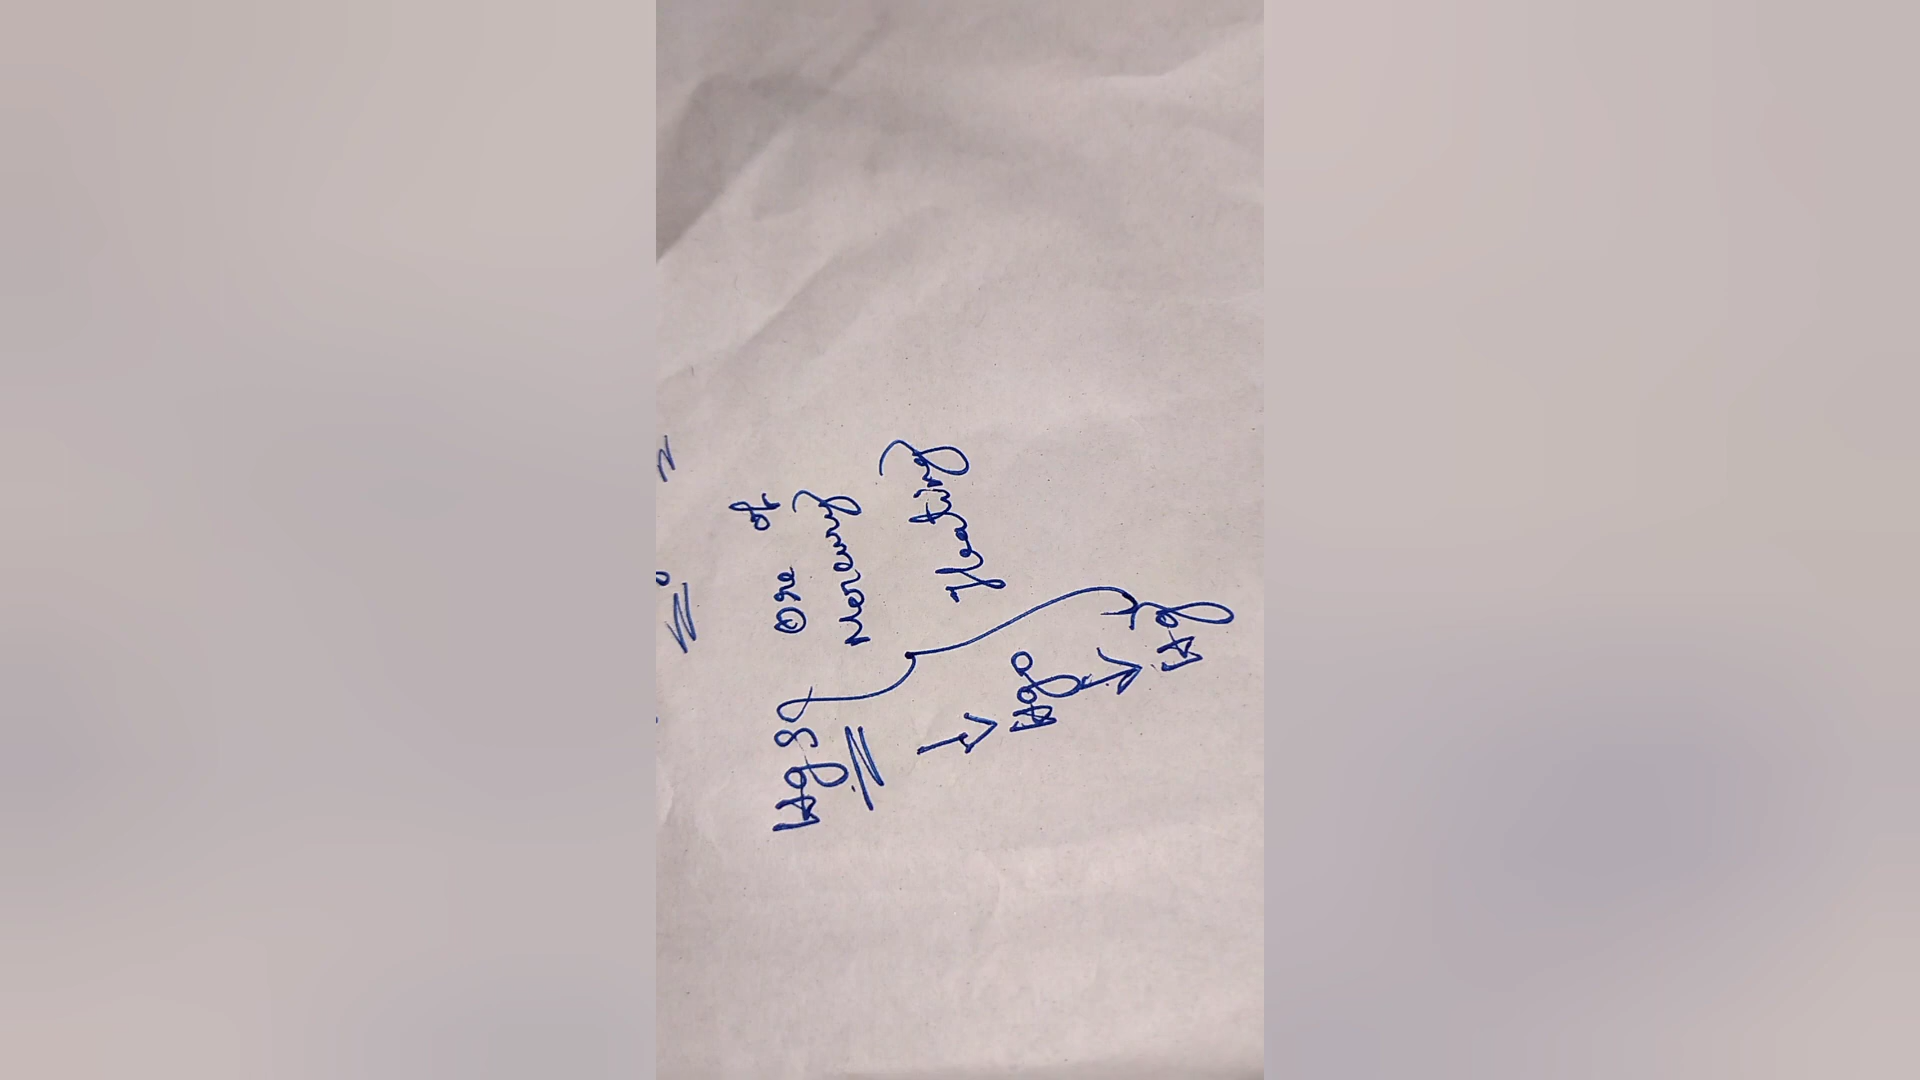 Ore of
HgS Mercury
↓ Heating
HgO
↓
Hg